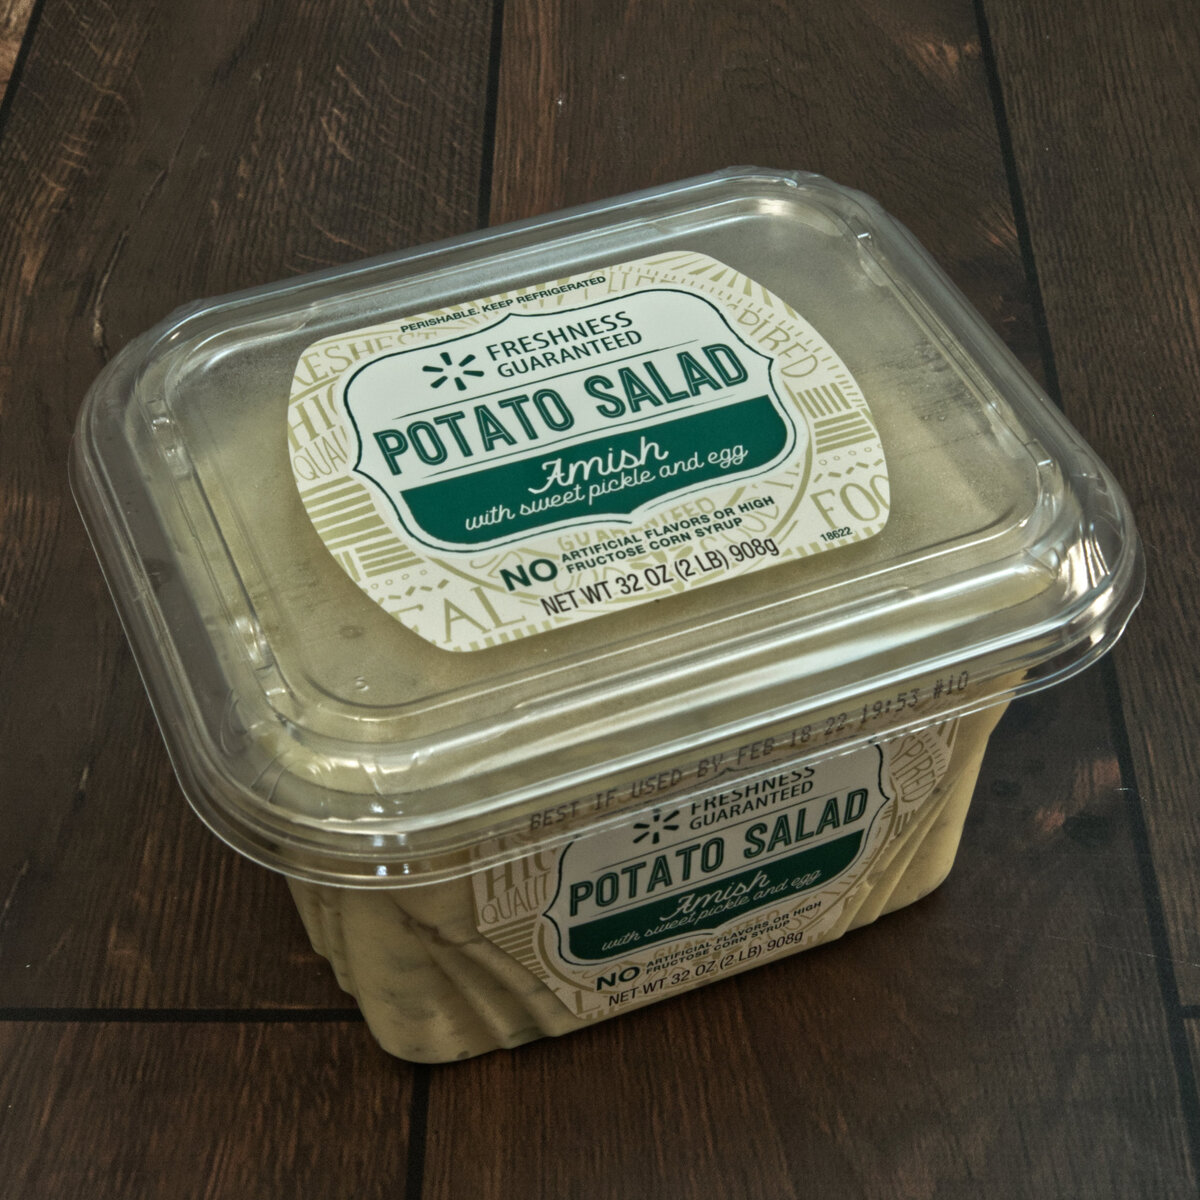 PERISHABLE. KEEP REFRIGERATED
FRESHNESS
GUARANTEED
POTATO SALAD
Amish
with sweet pickle and egg
NO ARTIFICIAL FLAVORS OR HIGH
FRUCTOSE CORN SYRUP
NET WT 32 OZ (2 LB) 908g
18622
BEST IF USED BY FEB 18 22 19:53 #10
FRESHNESS
GUARANTEED
POTATO SALAD
Amish
with sweet pickle and egg
NO ARTIFICIAL FLAVORS OR HIGH
FRUCTOSE CORN SYRUP
NET WT 32 OZ (2 LB) 908g